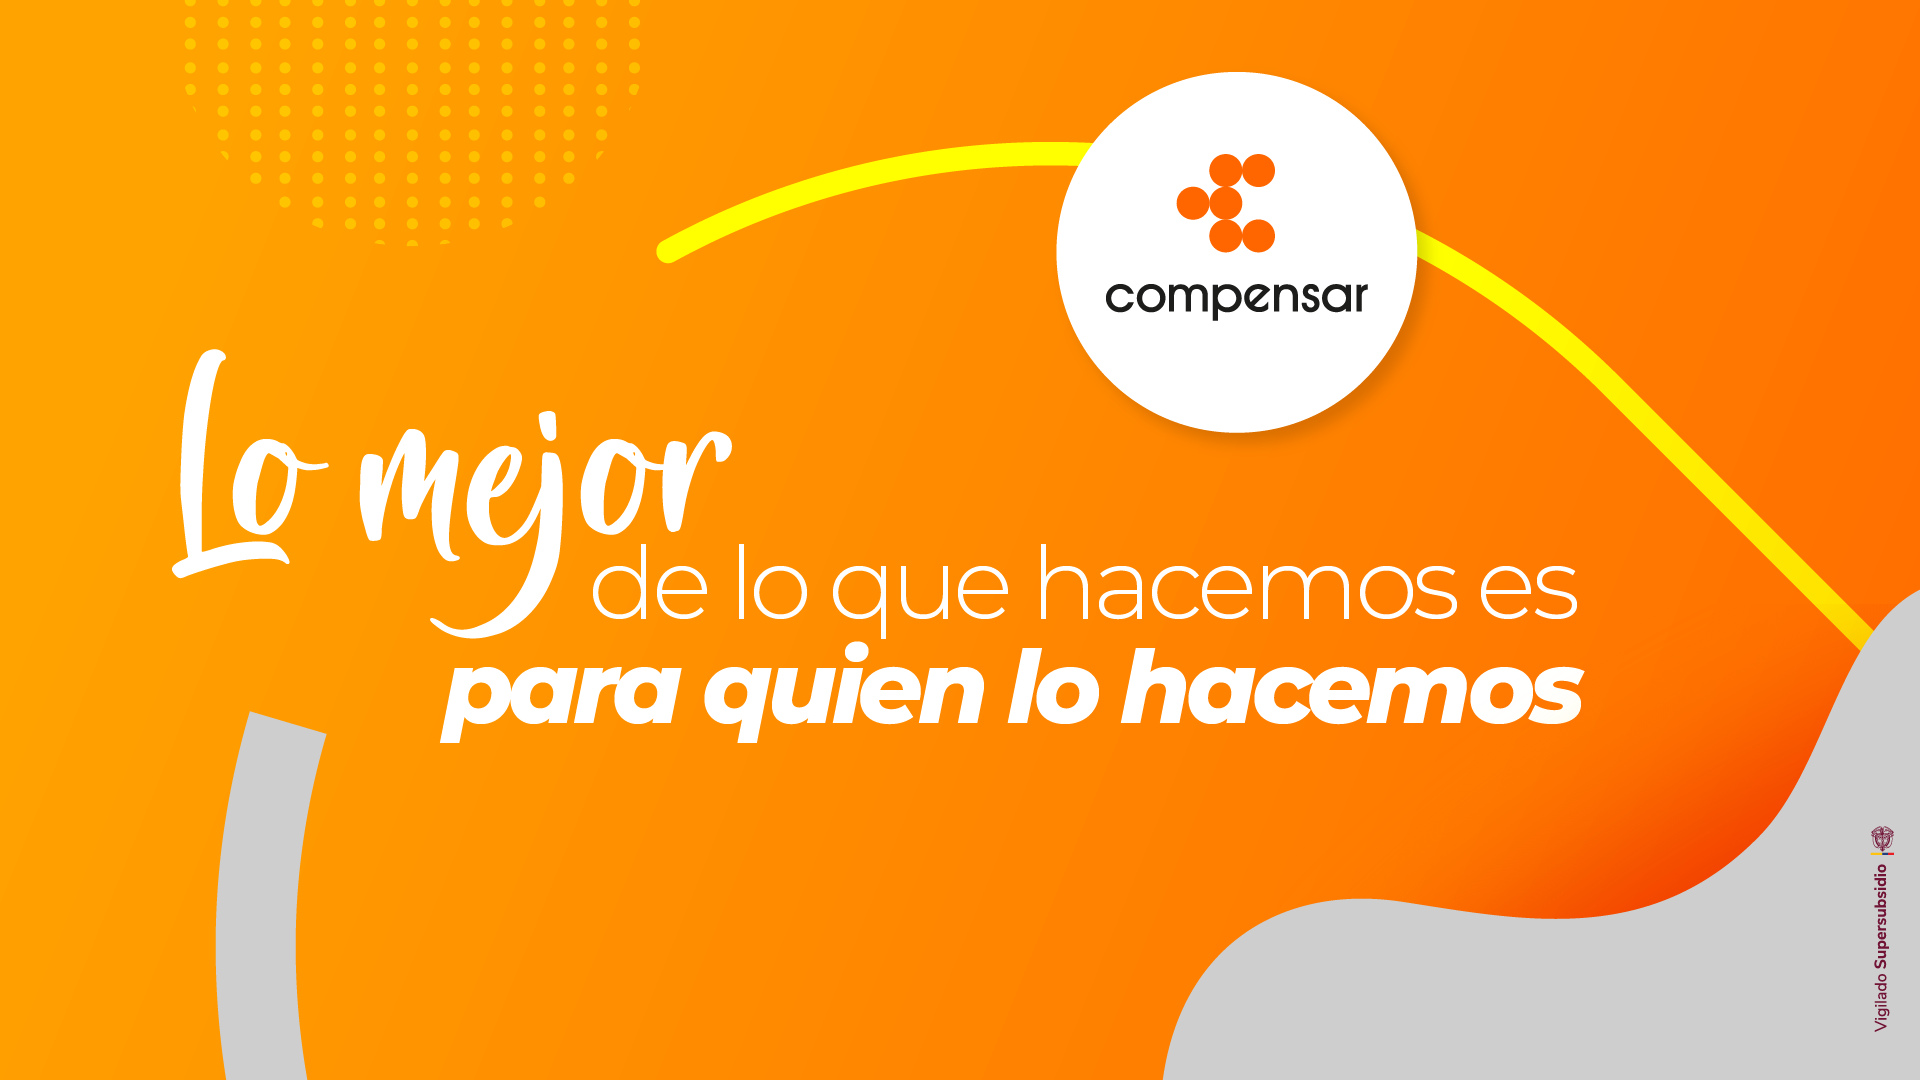 compensar
Lo mejor
de lo que hacemos es
para quien lo hacemos
Vigilado Supersubsidio